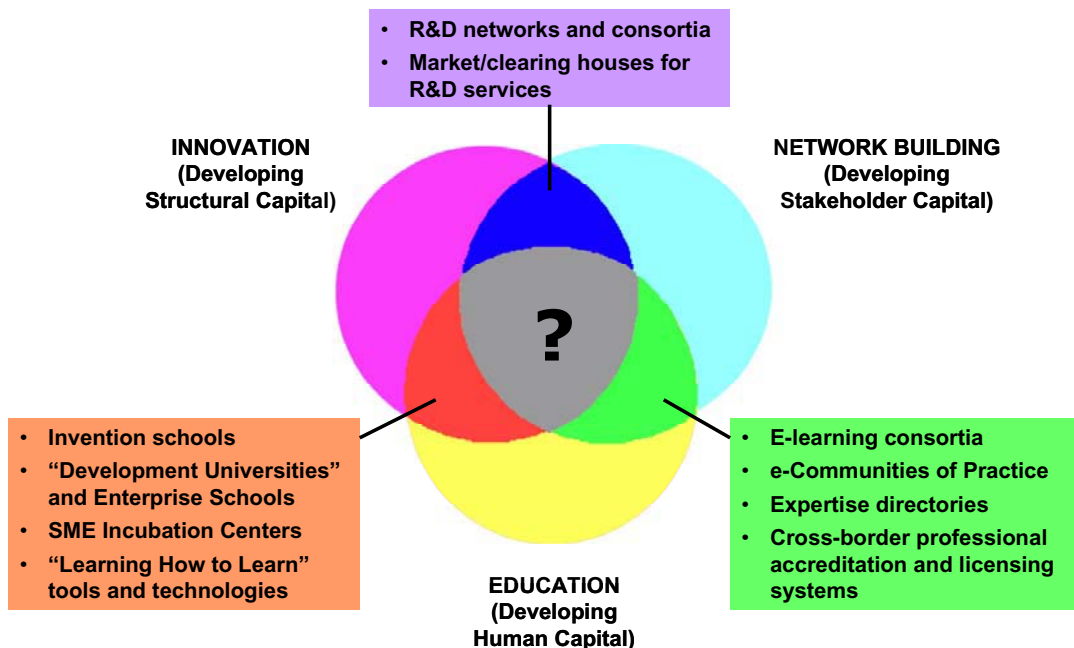 • R&D networks and consortia
• Market/clearing houses for
R&D services
INNOVATION
(Developing
Structural Capital)
NETWORK BUILDING
(Developing
Stakeholder Capital)
?
• Invention schools
• “Development Universities”
and Enterprise Schools
• SME Incubation Centers
• “Learning How to Learn”
tools and technologies
• E-learning consortia
• e-Communities of Practice
• Expertise directories
• Cross-border professional
accreditation and licensing
systems
EDUCATION
(Developing
Human Capital)